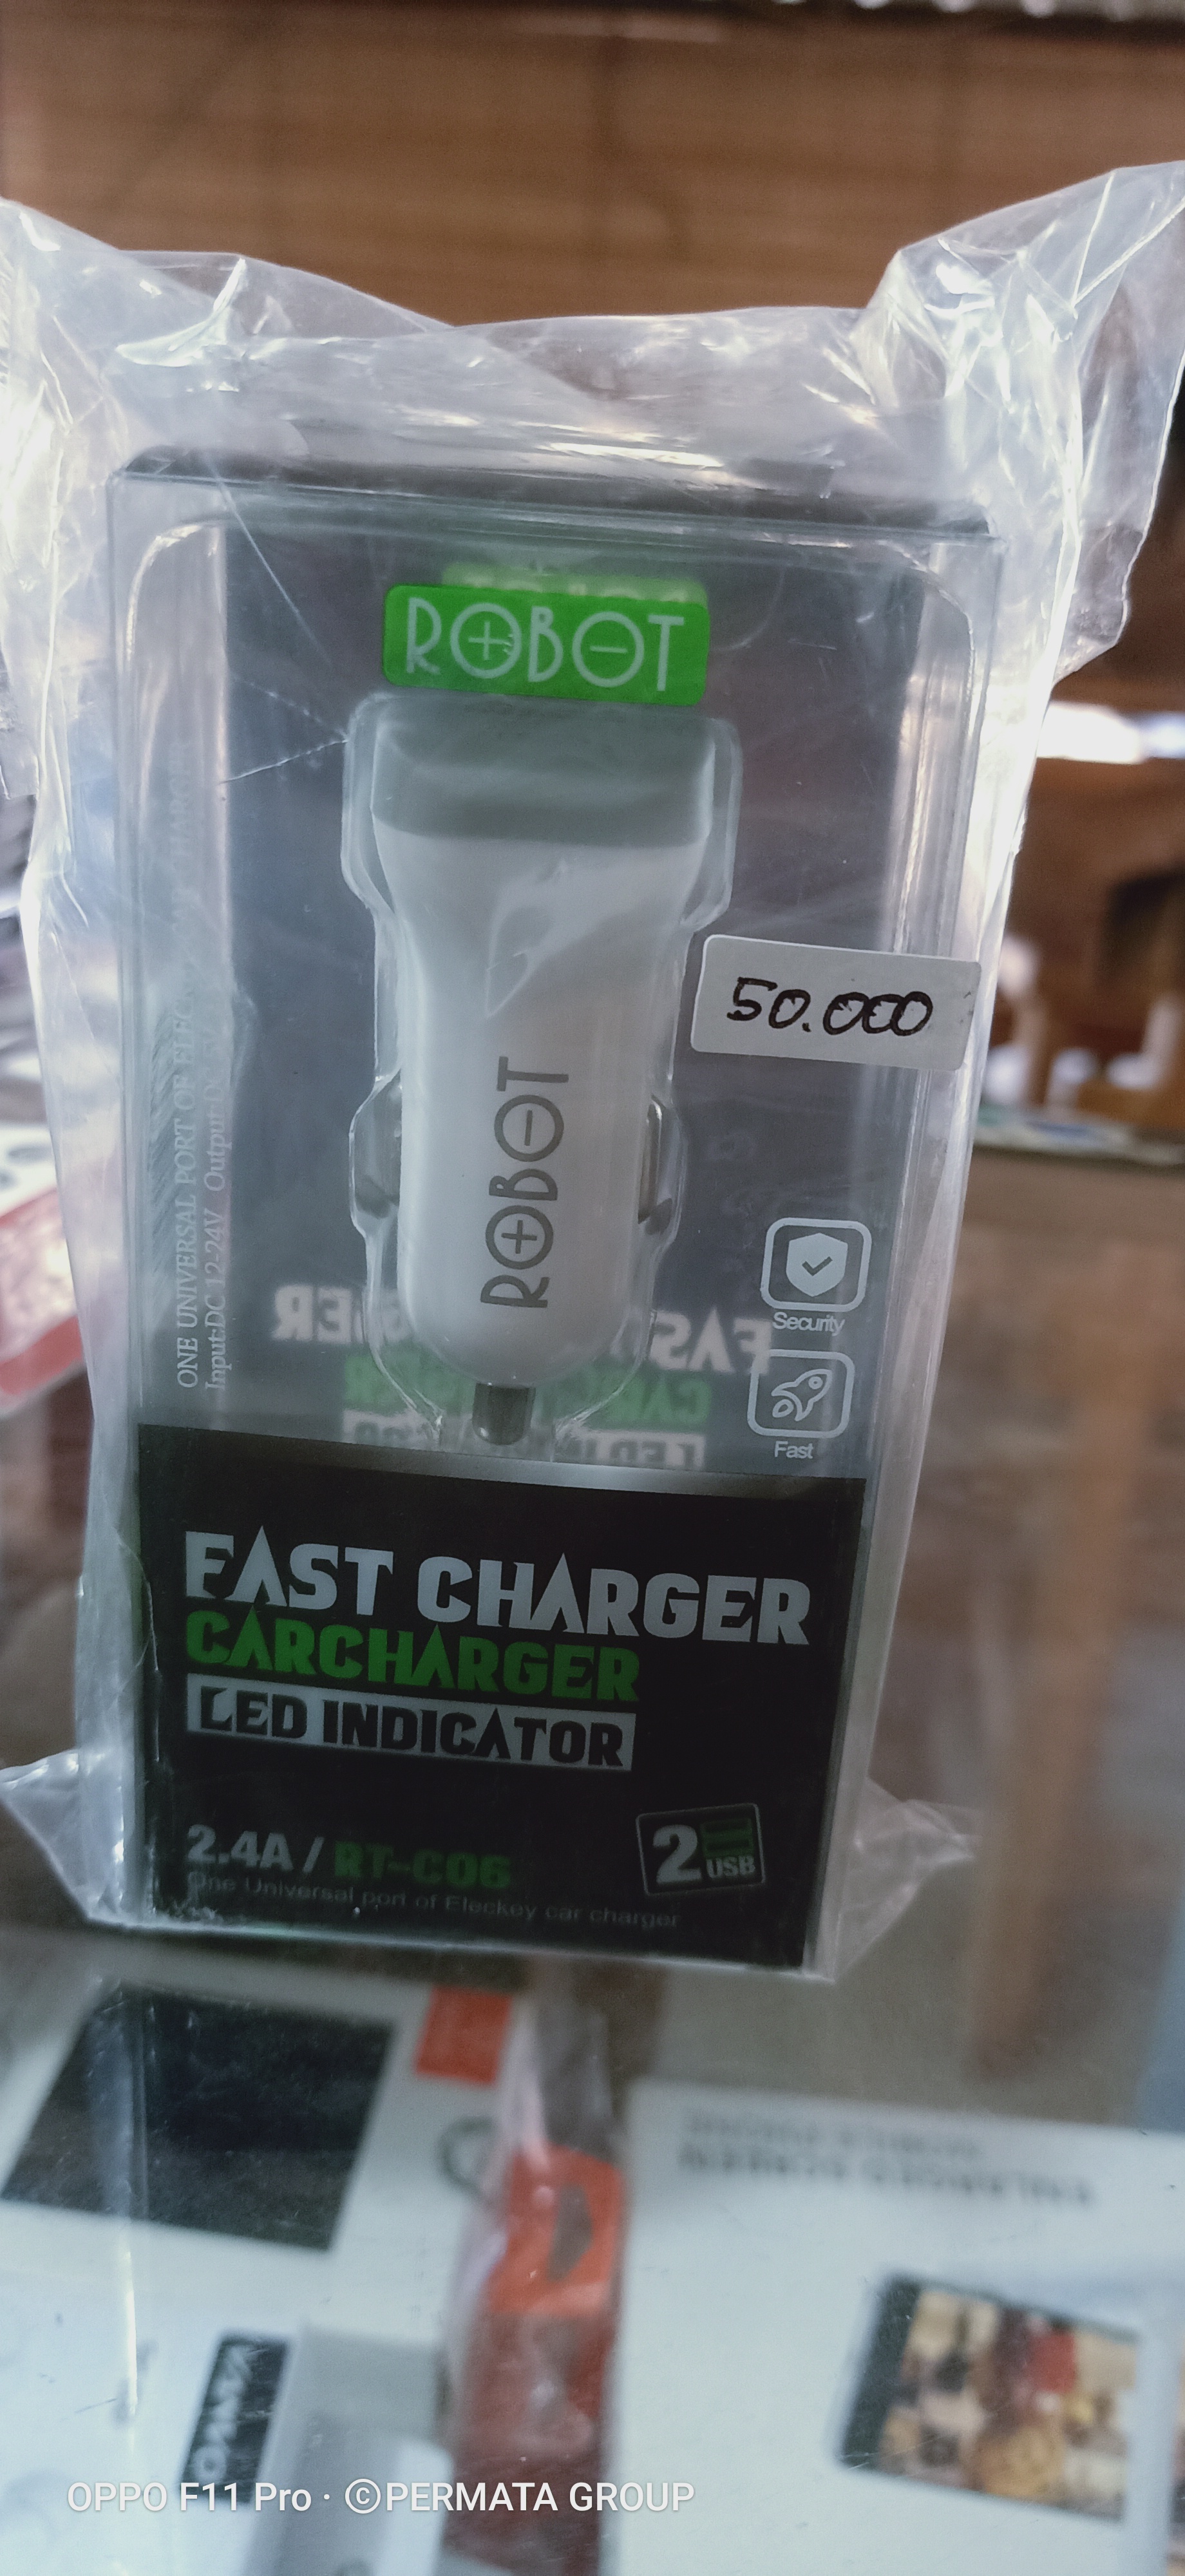 ROBOT
50.000
ROBOT
ONE UNIVERSAL PORT OF
Input:DC 12-24V Output:
Security
Fast
FAST CHARGER
CARCHARGER
LED INDICATOR
2.4A / RT-C06
2 USB
One Universal port of Eleckey car charger
OPPO F11 Pro · ©PERMATA GROUP